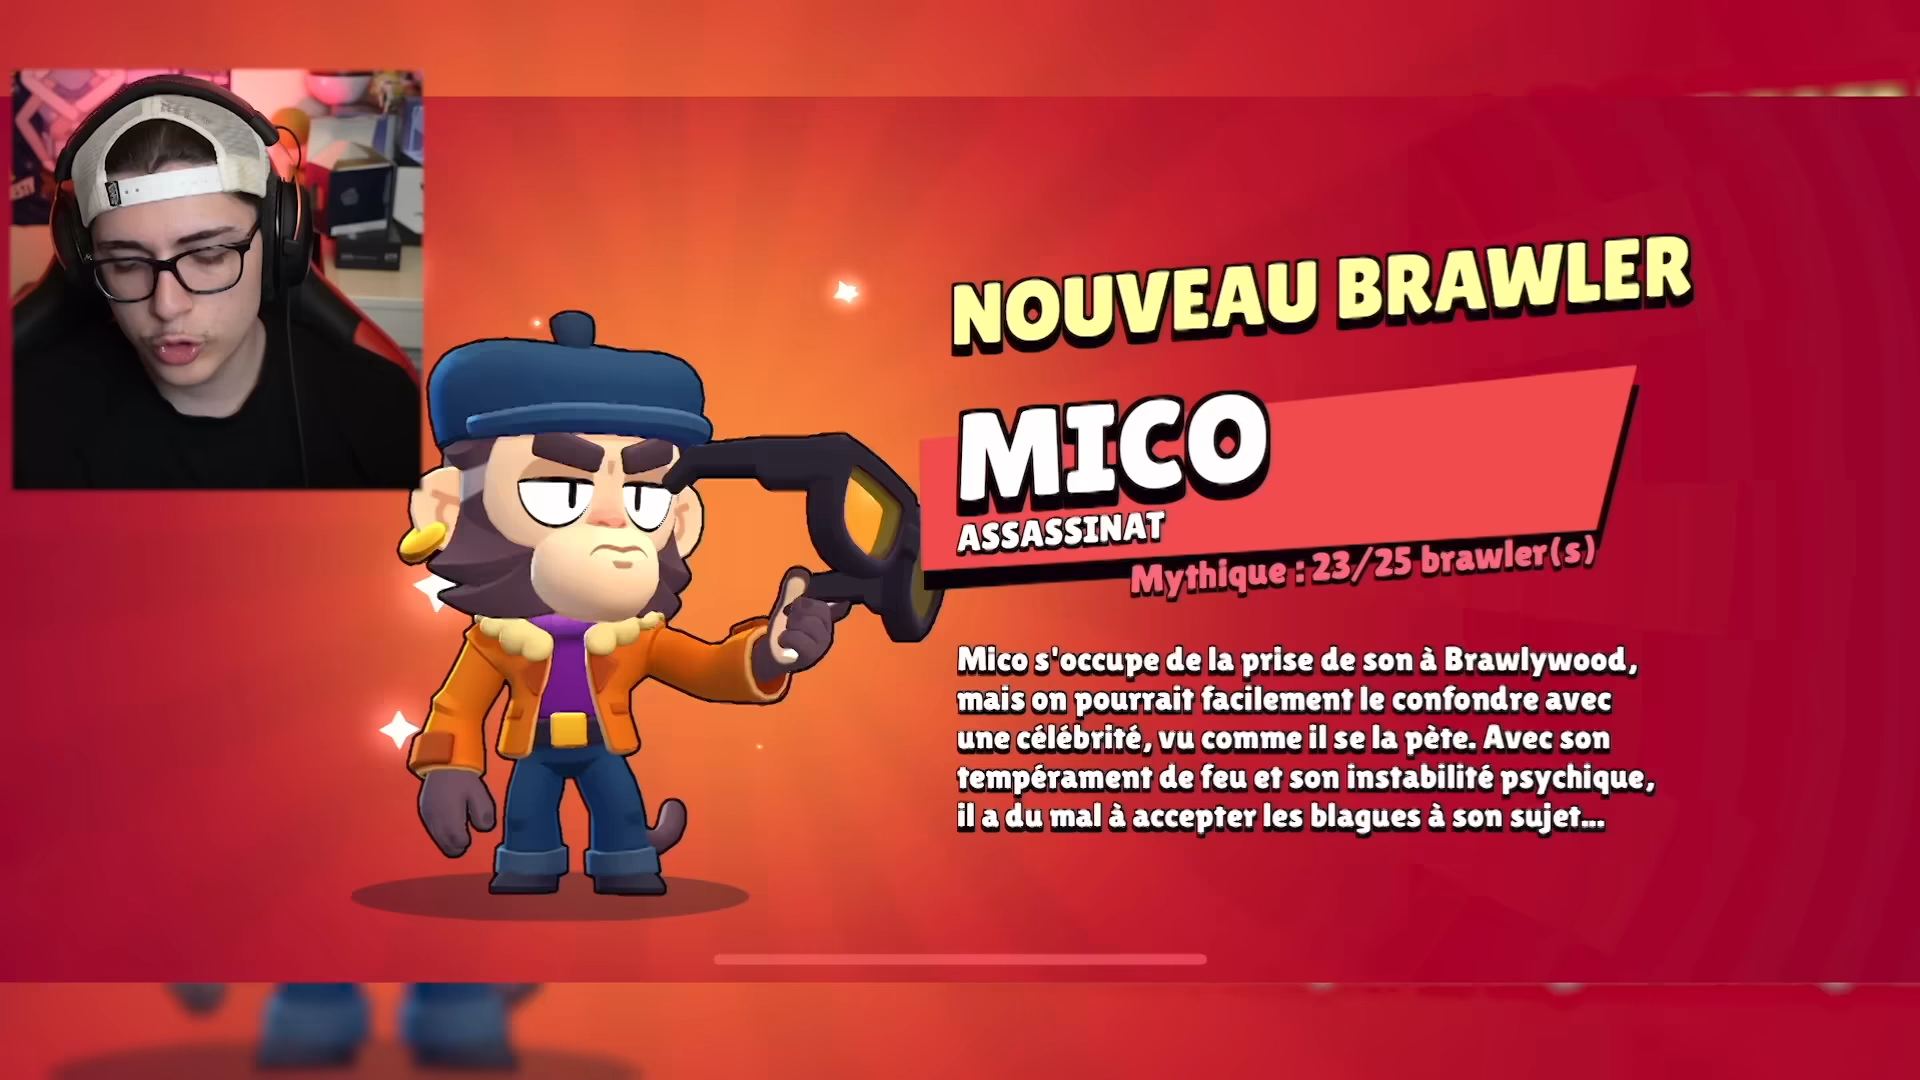 NOUVEAU BRAWLER
MICO
ASSASSINAT
Mythique : 23/25 brawler(s)
Mico s'occupe de la prise de son à Brawlywood,
mais on pourrait facilement le confondre avec
une célébrité, vu comme il se la pète. Avec son
tempérament de feu et son instabilité psychique,
il a du mal à accepter les blagues à son sujet...